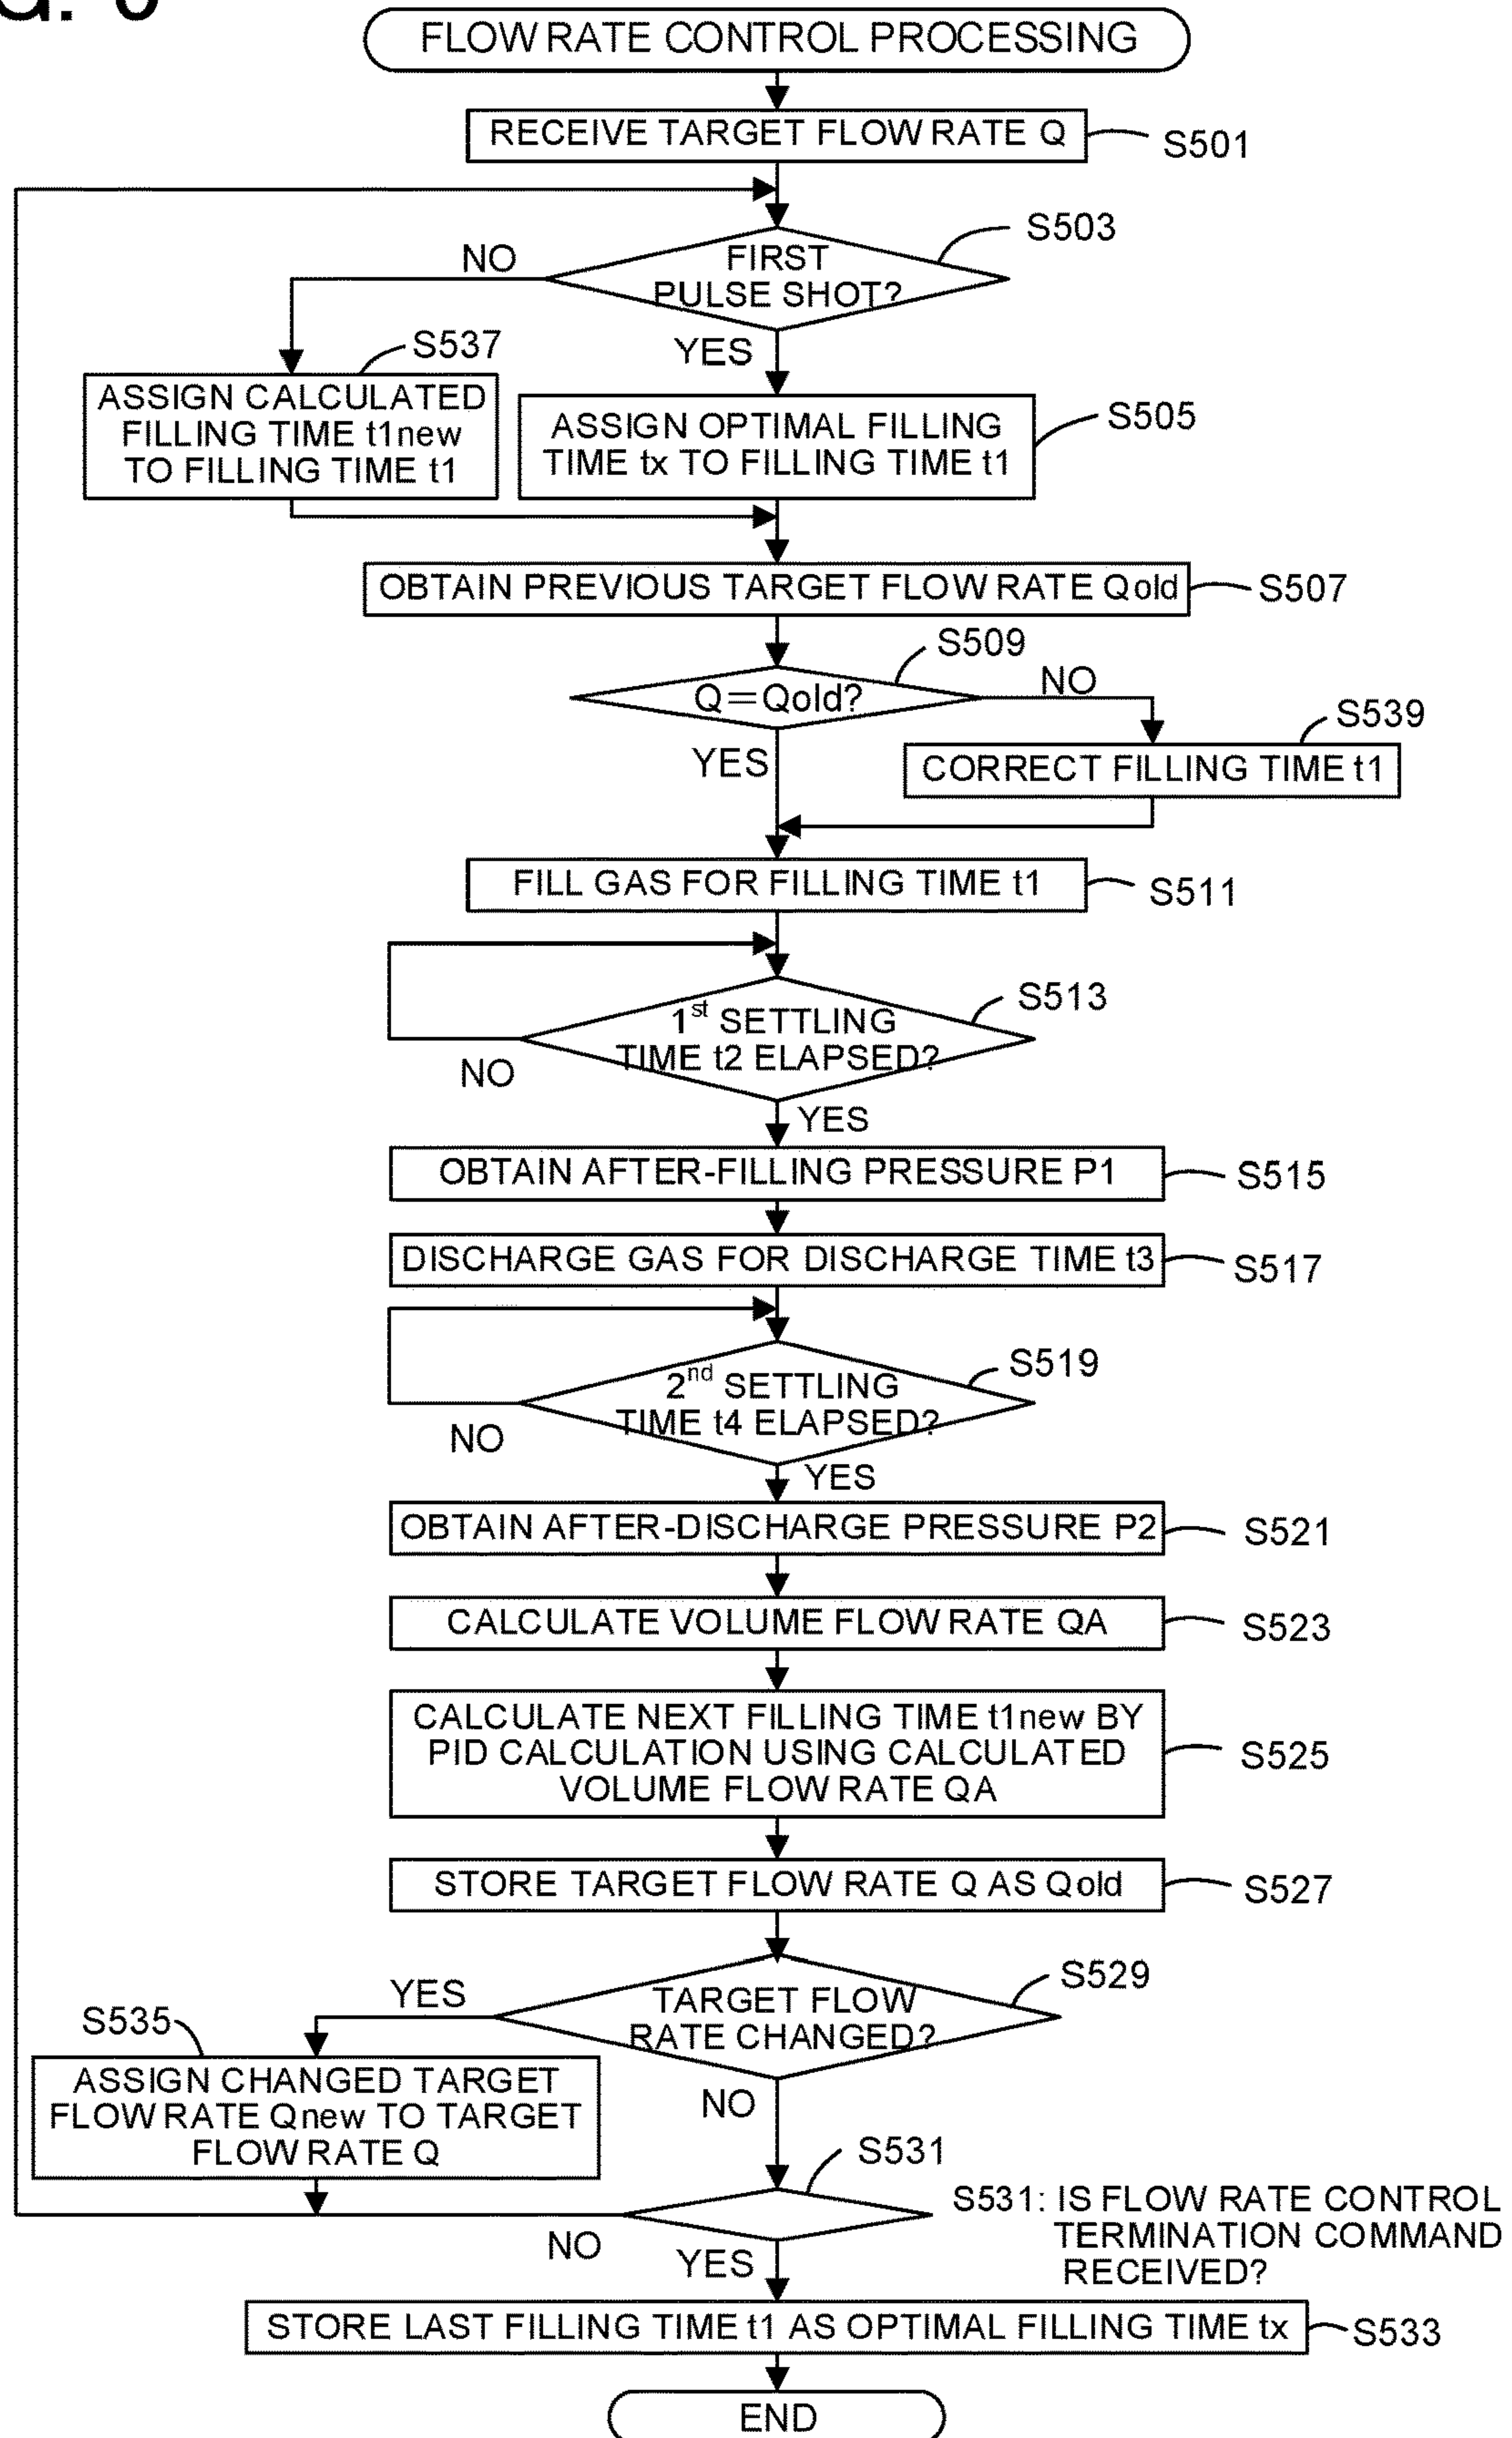 FLOW RATE CONTROL PROCESSING
RECEIVE TARGET FLOW RATE Q
S501
S503
FIRST
PULSE SHOT?
NO
YES
S537
ASSIGN CALCULATED
FILLING TIME t1new
TO FILLING TIME t1
ASSIGN OPTIMAL FILLING
TIME tx TO FILLING TIME t1
S505
OBTAIN PREVIOUS TARGET FLOW RATE Qold
S507
S509
Q=Qold?
NO
YES
S539
CORRECT FILLING TIME t1
FILL GAS FOR FILLING TIME t1
S511
S513
1st SETTLING
TIME t2 ELAPSED?
NO
YES
OBTAIN AFTER-FILLING PRESSURE P1
S515
DISCHARGE GAS FOR DISCHARGE TIME t3
S517
S519
2nd SETTLING
TIME t4 ELAPSED?
NO
YES
OBTAIN AFTER-DISCHARGE PRESSURE P2
S521
CALCULATE VOLUME FLOW RATE QA
S523
CALCULATE NEXT FILLING TIME t1new BY
PID CALCULATION USING CALCULATED
VOLUME FLOW RATE QA
S525
STORE TARGET FLOW RATE Q AS Qold
S527
S529
TARGET FLOW
RATE CHANGED?
YES
NO
S535
ASSIGN CHANGED TARGET
FLOW RATE Qnew TO TARGET
FLOW RATE Q
S531
NO
YES
S531: IS FLOW RATE CONTROL
TERMINATION COMMAND
RECEIVED?
STORE LAST FILLING TIME t1 AS OPTIMAL FILLING TIME tx
S533
END